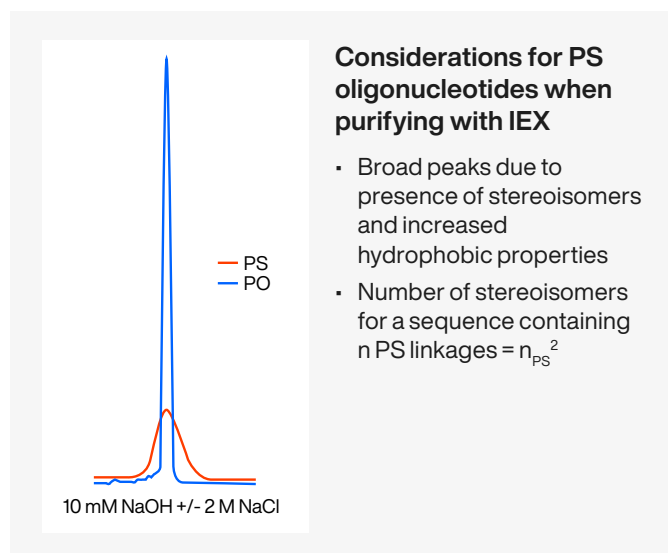 Considerations for PS
oligonucleotides when
purifying with IEX
• Broad peaks due to
presence of stereoisomers
and increased
hydrophobic properties
• Number of stereoisomers
for a sequence containing
n PS linkages = nPS²
PS
PO
10 mM NaOH +/- 2 M NaCl